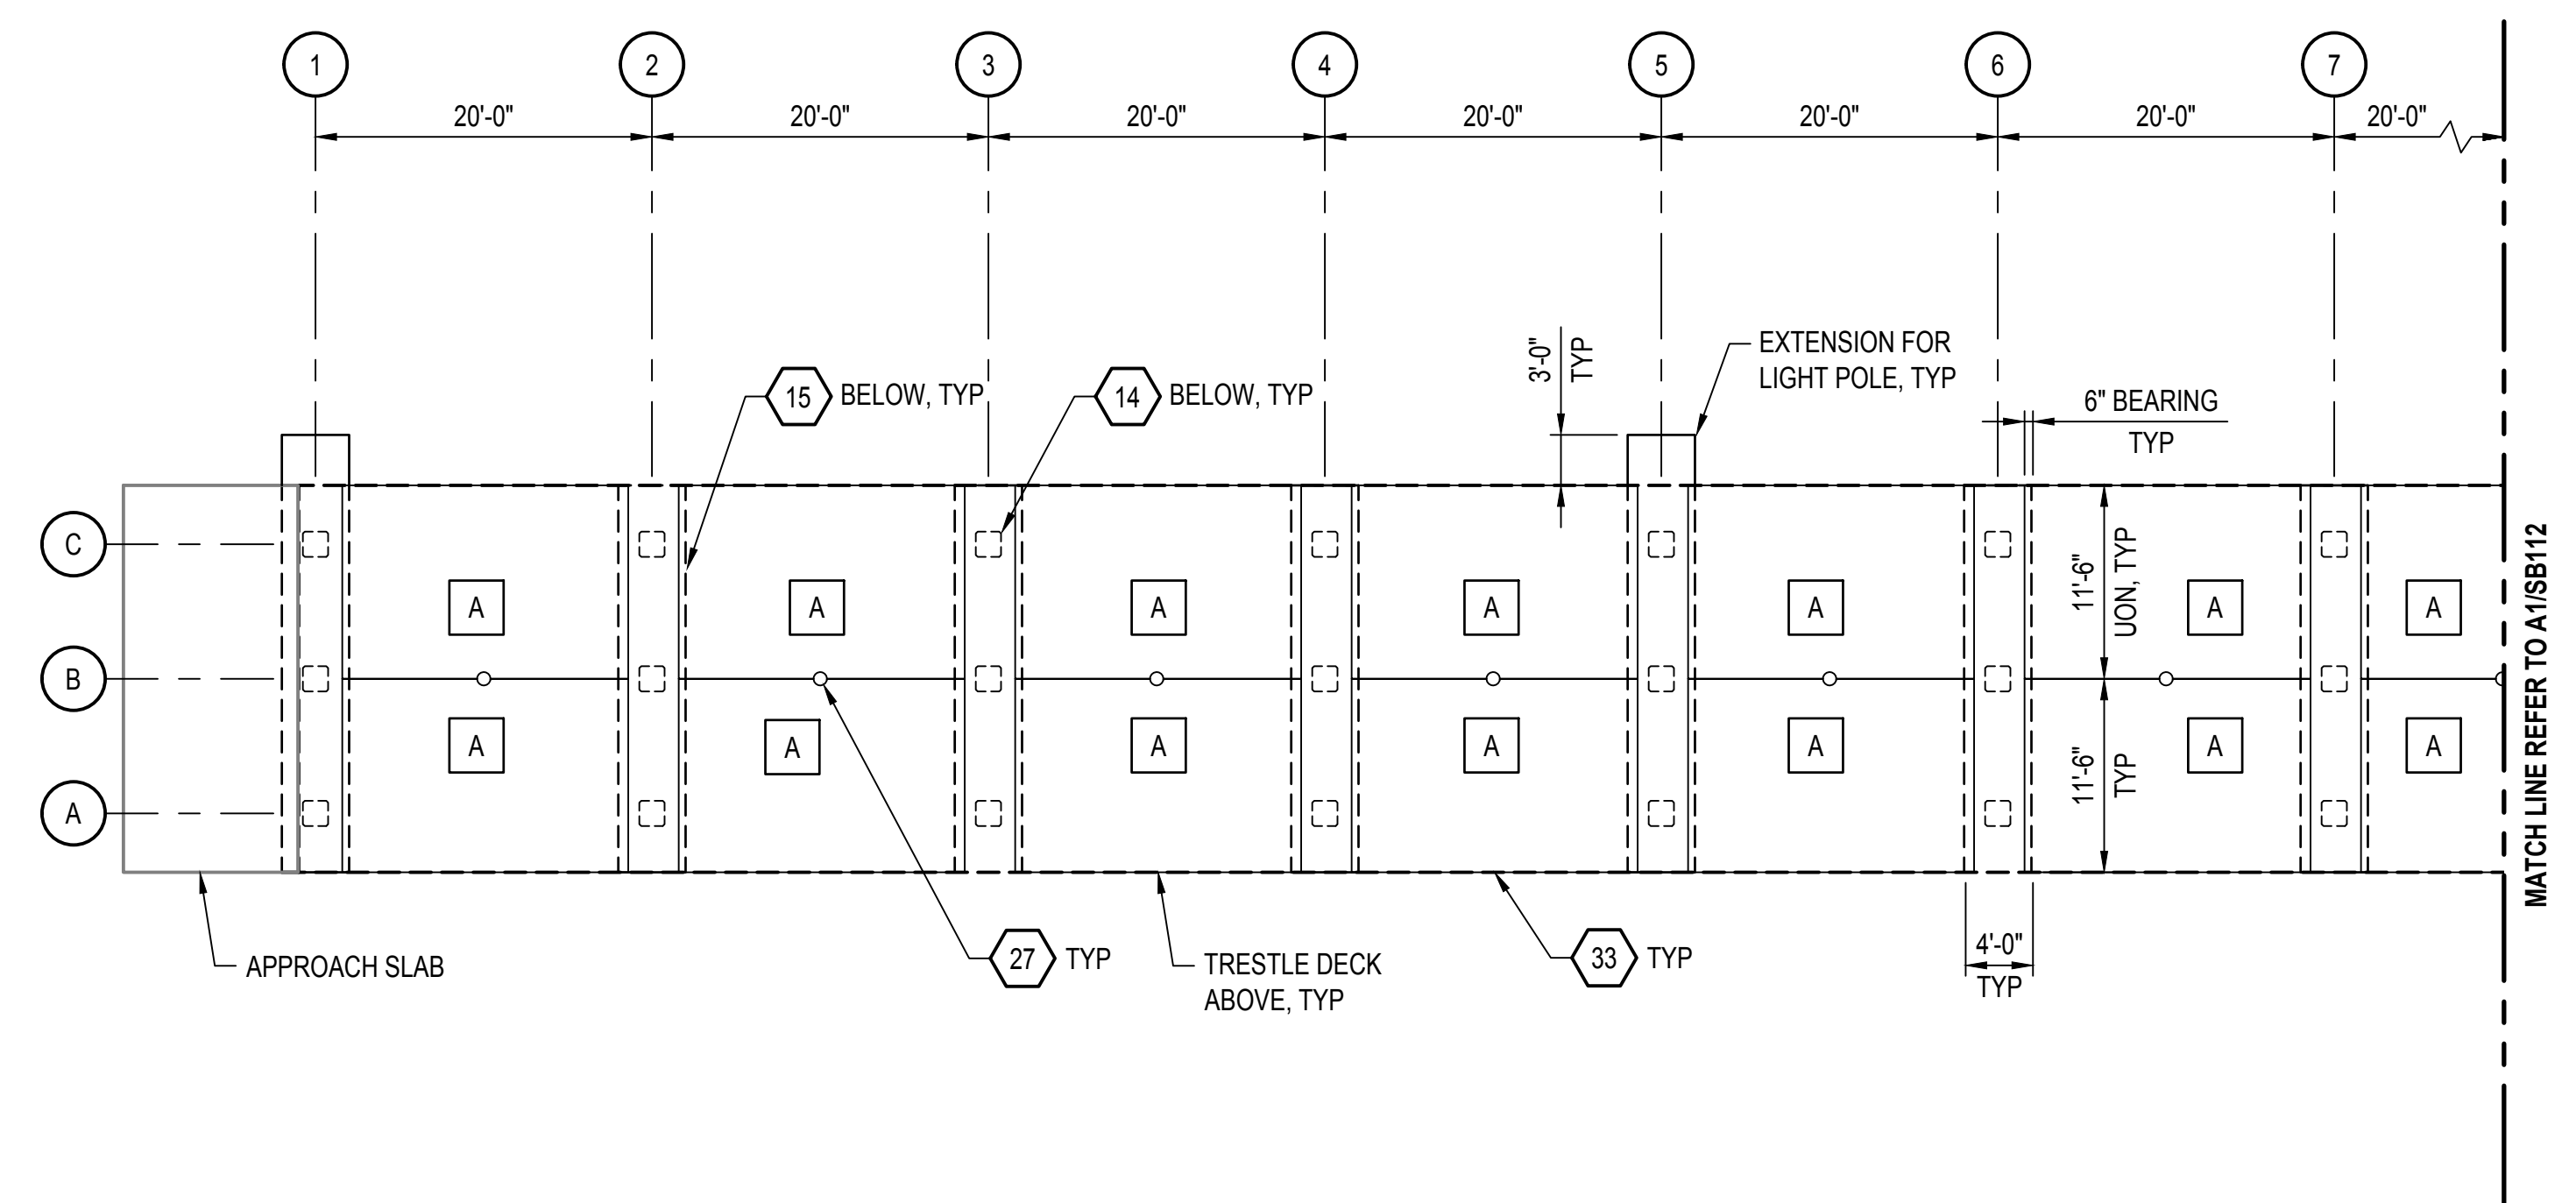 1 2 3 4 5 6 7
20'-0" 20'-0" 20'-0" 20'-0" 20'-0" 20'-0" 20'-0"
EXTENSION FOR
LIGHT POLE, TYP
3'-0"
TYP
15 BELOW, TYP
14 BELOW, TYP
6" BEARING
TYP
C
A A A A A A A
11'-6"
UON, TYP
B
A A A A A A A
11'-6"
TYP
A
MATCH LINE REFER TO A1/SB112
APPROACH SLAB
27 TYP
TRESTLE DECK
ABOVE, TYP
33 TYP
4'-0"
TYP